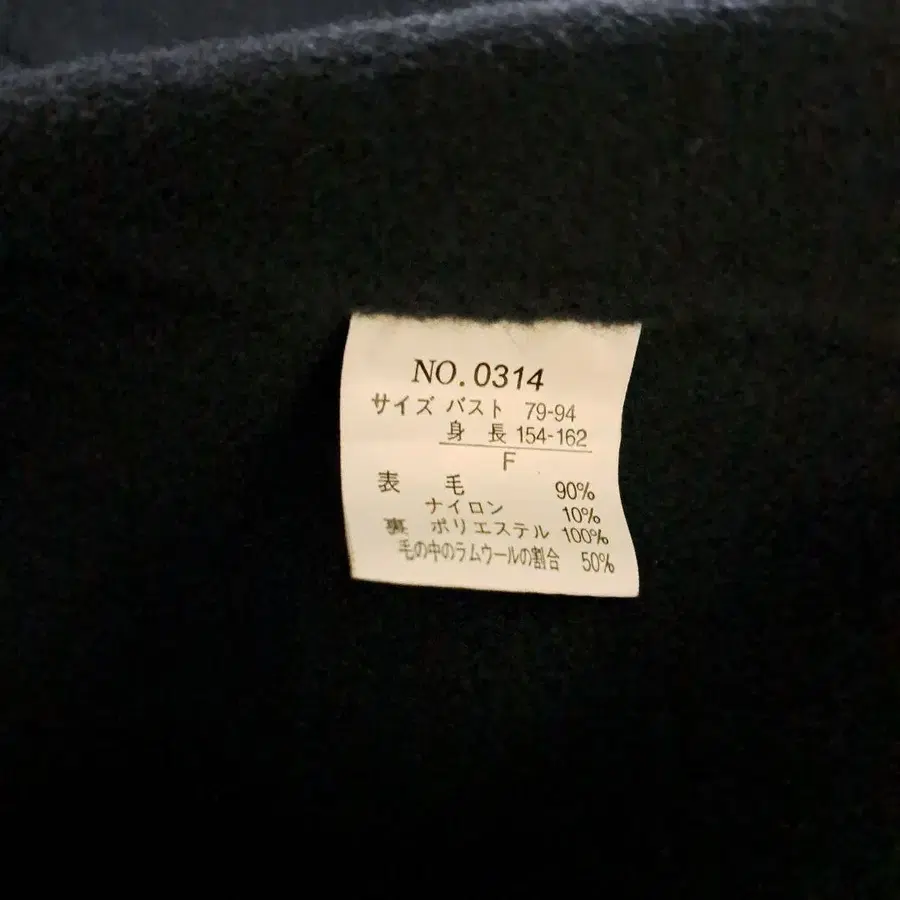 NO. 0314
サイズ バスト 79-94
身長 154-162
F
表 毛 90%
ナイロン 10%
裏 ポリエステル 100%
毛の中のラムウールの割合 50%